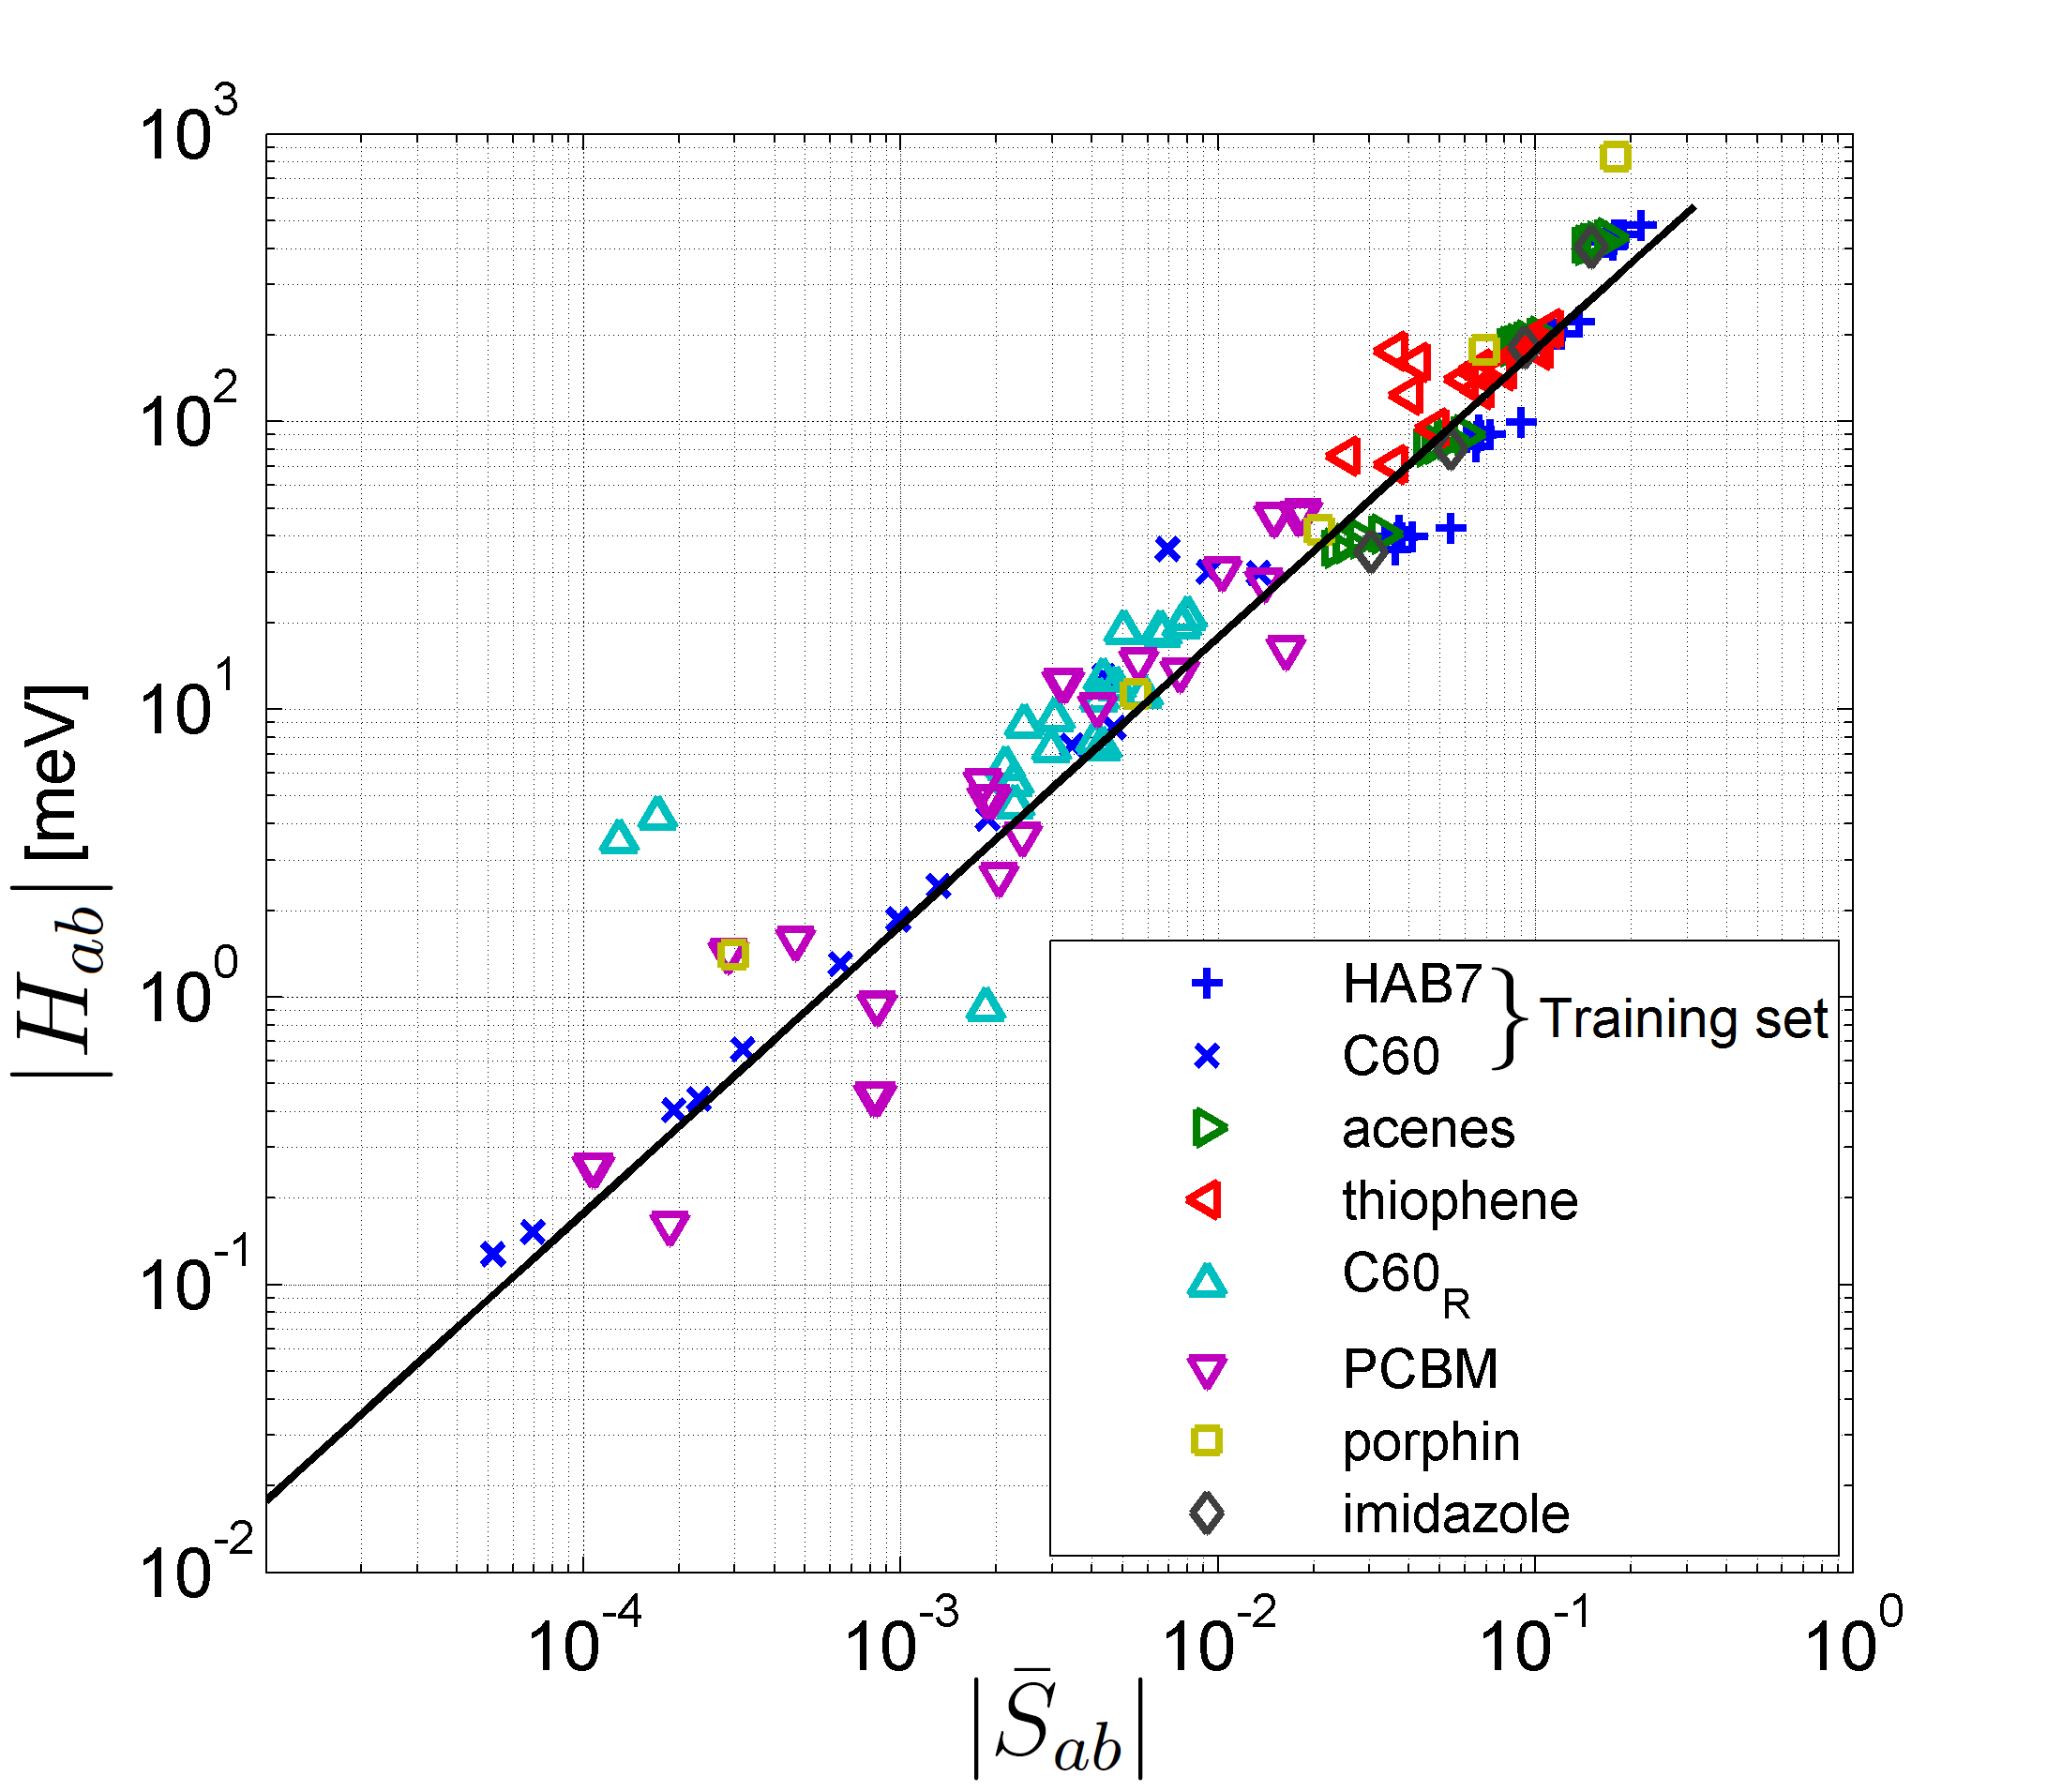 10^3
10^2
10^1
10^0
10^-1
10^-2
|H_ab| [meV]
HAB7
C60
} Training set
acenes
thiophene
C60_R
PCBM
porphin
imidazole
10^-4 10^-3 10^-2 10^-1 10^0
|S̄_ab|